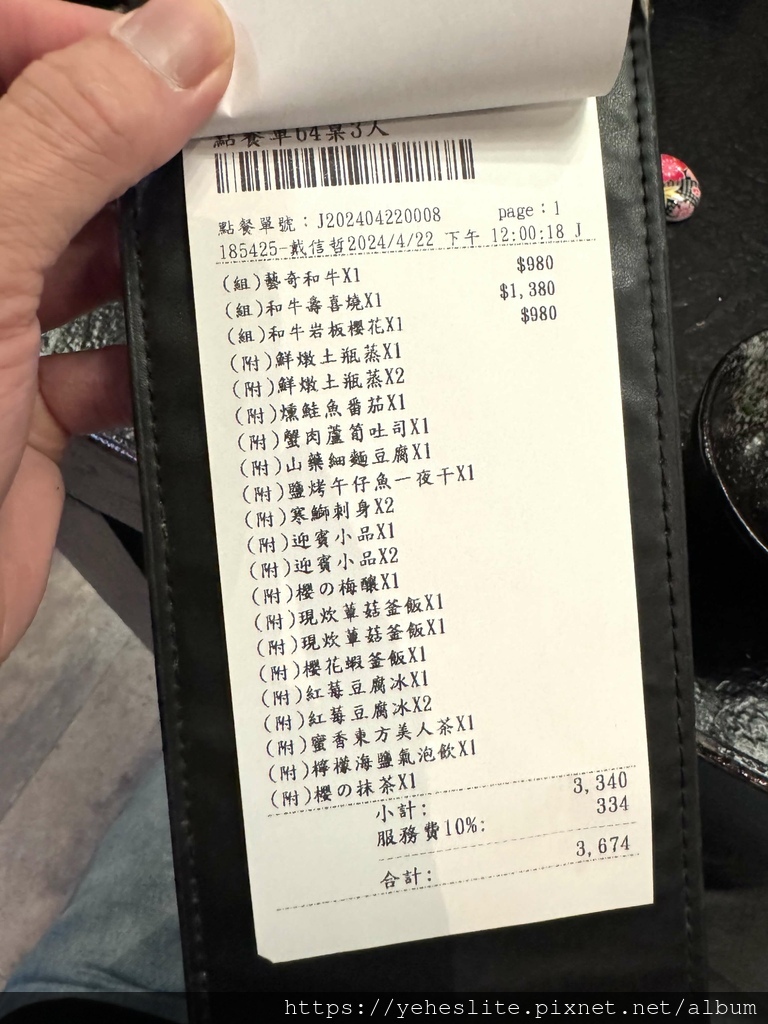 點餐單64桌3人
點餐單號：J202404220008 page：1
185425-戴信哲2024/4/22 下午 12:00:18 J
(組)藝奇和牛X1 $980
(組)和牛壽喜燒X1 $1,380
(組)和牛岩板櫻花X1 $980
(附)鮮燉土瓶蒸X1
(附)鮮燉土瓶蒸X2
(附)燻鮭魚番茄X1
(附)蟹肉蘆筍吐司X1
(附)山藥細麵豆腐X1
(附)鹽烤午仔魚一夜干X1
(附)寒鰤刺身X2
(附)迎賓小品X1
(附)迎賓小品X2
(附)櫻の梅釀X1
(附)現炊蕈菇釜飯X1
(附)現炊蕈菇釜飯X1
(附)櫻花蝦釜飯X1
(附)紅莓豆腐冰X1
(附)紅莓豆腐冰X2
(附)蜜香東方美人茶X1
(附)檸檬海鹽氣泡飲X1
(附)櫻の抹茶X1
小計： 3,340
服務費10%： 334
合計： 3,674
https://yeheslite.pixnet.net/album